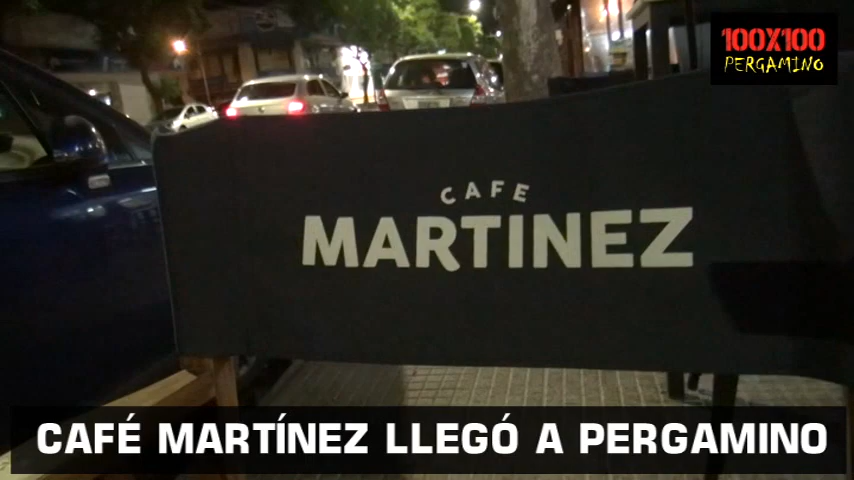 100X100
PERGAMINO
CAFE
MARTINEZ
CAFÉ MARTÍNEZ LLEGÓ A PERGAMINO